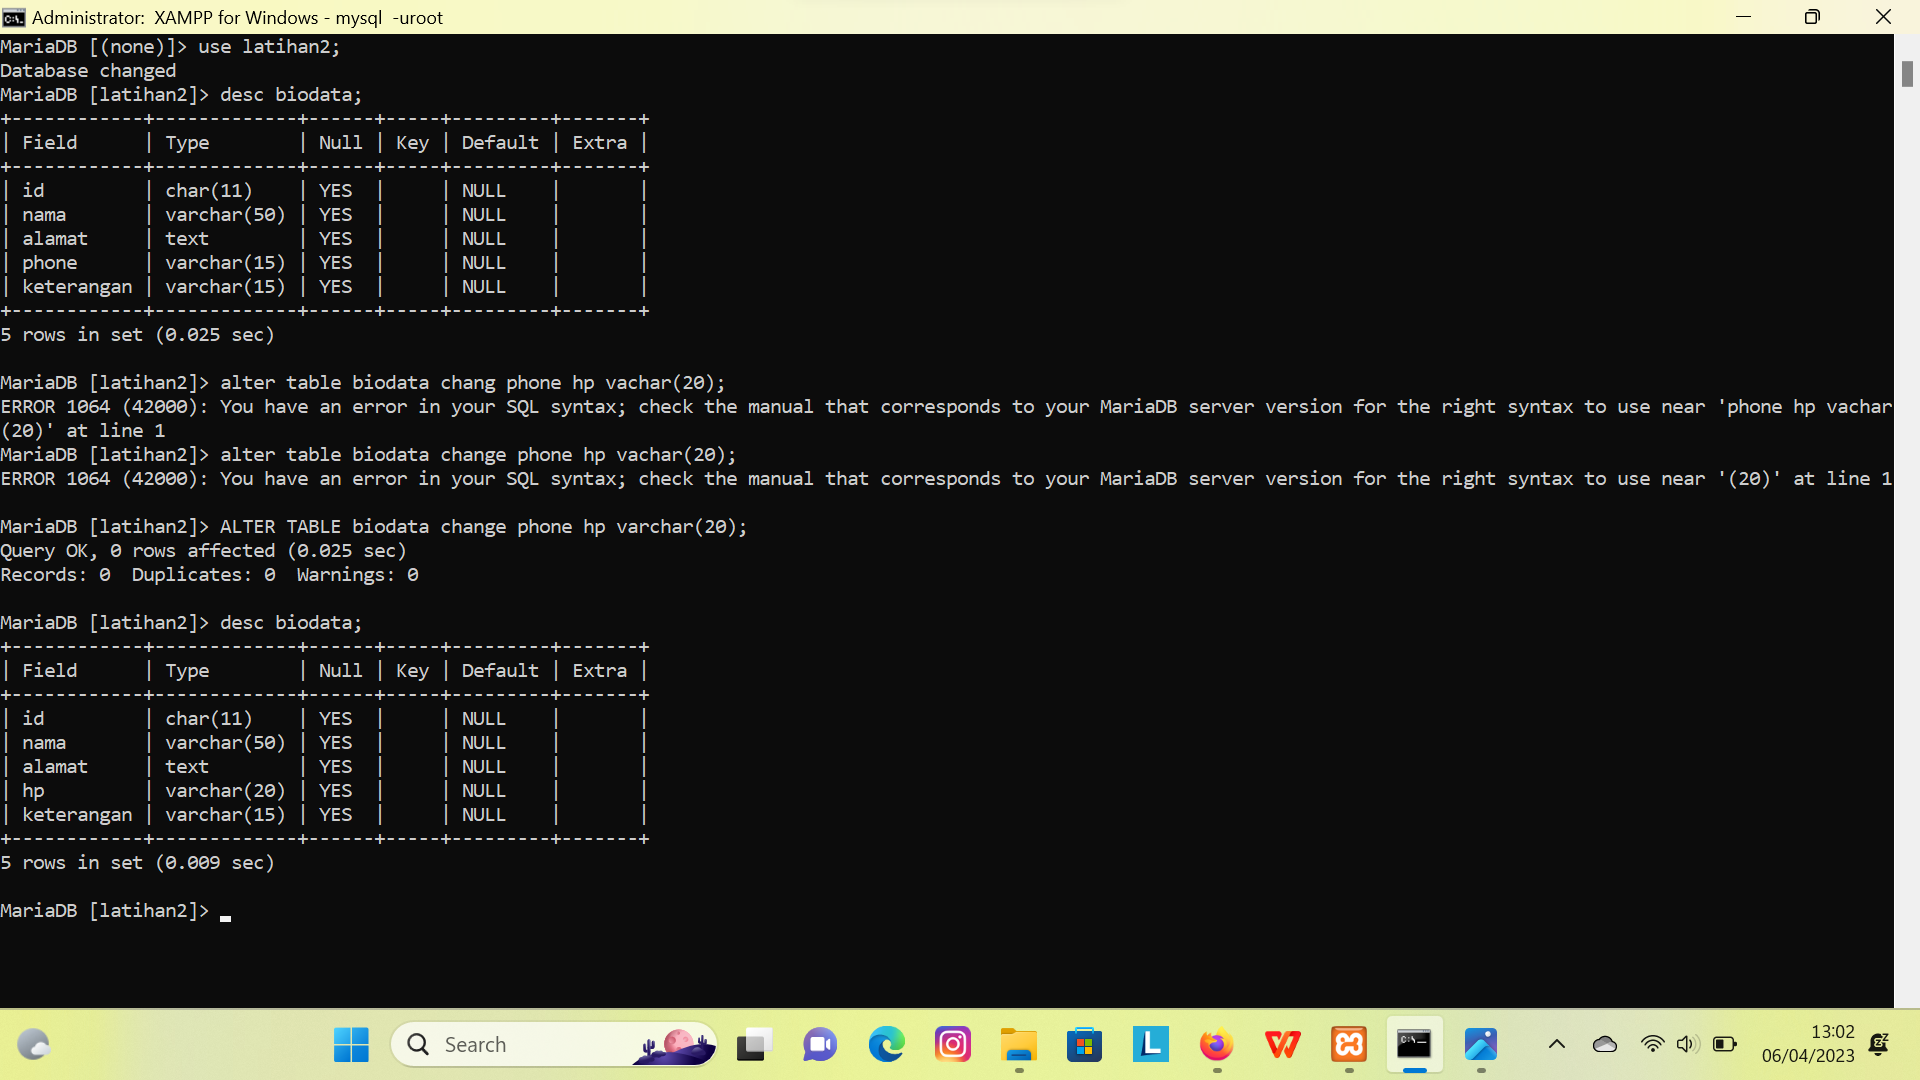 Administrator:  XAMPP for Windows - mysql  -uroot
MariaDB [(none)]> use latihan2;
Database changed
MariaDB [latihan2]> desc biodata;
+------------+-------------+------+-----+---------+-------+
| Field      | Type        | Null | Key | Default | Extra |
+------------+-------------+------+-----+---------+-------+
| id         | char(11)    | YES  |     | NULL    |       |
| nama       | varchar(50) | YES  |     | NULL    |       |
| alamat     | text        | YES  |     | NULL    |       |
| phone      | varchar(15) | YES  |     | NULL    |       |
| keterangan | varchar(15) | YES  |     | NULL    |       |
+------------+-------------+------+-----+---------+-------+
5 rows in set (0.025 sec)
MariaDB [latihan2]> alter table biodata chang phone hp vachar(20);
ERROR 1064 (42000): You have an error in your SQL syntax; check the manual that corresponds to your MariaDB server version for the right syntax to use near 'phone hp vachar
(20)' at line 1
MariaDB [latihan2]> alter table biodata change phone hp vachar(20);
ERROR 1064 (42000): You have an error in your SQL syntax; check the manual that corresponds to your MariaDB server version for the right syntax to use near '(20)' at line 1
MariaDB [latihan2]> ALTER TABLE biodata change phone hp varchar(20);
Query OK, 0 rows affected (0.025 sec)
Records: 0  Duplicates: 0  Warnings: 0
MariaDB [latihan2]> desc biodata;
+------------+-------------+------+-----+---------+-------+
| Field      | Type        | Null | Key | Default | Extra |
+------------+-------------+------+-----+---------+-------+
| id         | char(11)    | YES  |     | NULL    |       |
| nama       | varchar(50) | YES  |     | NULL    |       |
| alamat     | text        | YES  |     | NULL    |       |
| hp         | varchar(20) | YES  |     | NULL    |       |
| keterangan | varchar(15) | YES  |     | NULL    |       |
+------------+-------------+------+-----+---------+-------+
5 rows in set (0.009 sec)
MariaDB [latihan2]>
Search
13:02
06/04/2023